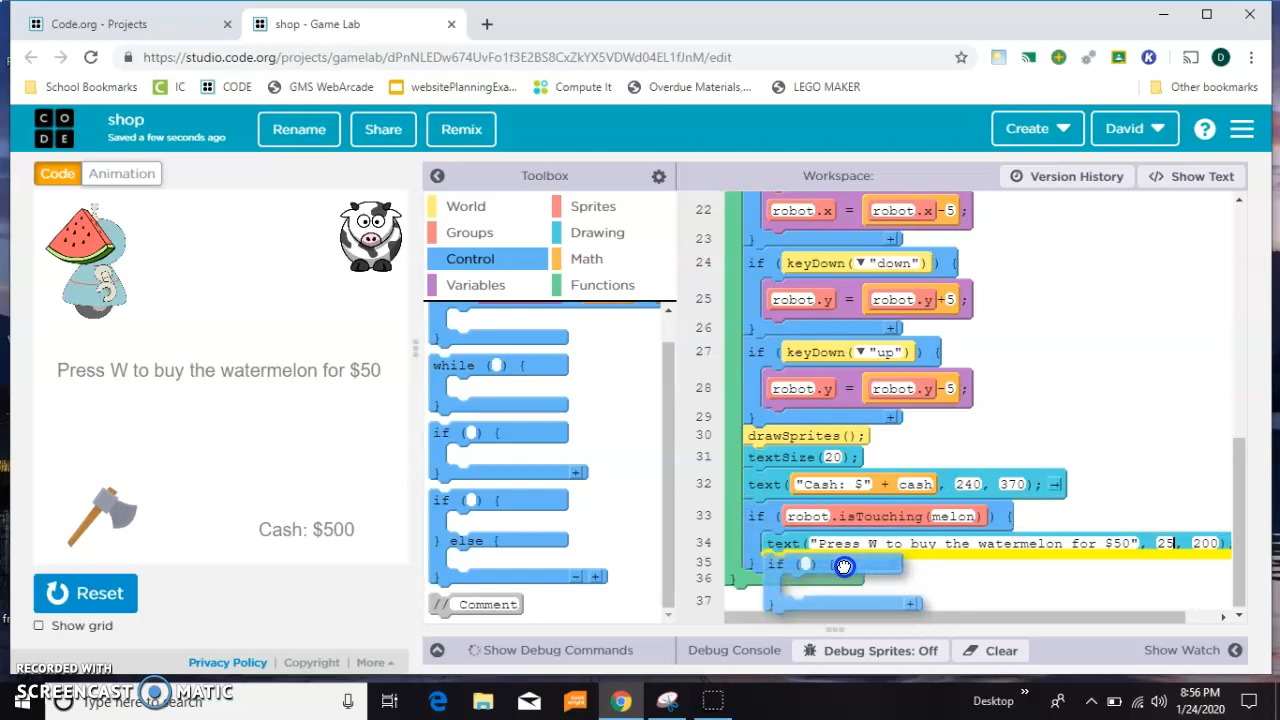 Code.org - Projects
shop - Game Lab
https://studio.code.org/projects/gamelab/dPnNLEDw674UvFo1f3E2BS8CxZkYX5VDWd04EL1fJnM/edit
D
School Bookmarks
IC
CODE
GMS WebArcade
websitePlanningExa...
Compute It
Overdue Materials,...
LEGO MAKER
Other bookmarks
C O
D E
shop
Saved a few seconds ago
Rename
Share
Remix
Create
David
?
Code
Animation
Toolbox
Workspace:
Version History
</> Show Text
World
Sprites
Groups
Drawing
Control
Math
Variables
Functions
}
while ( ) {
}
if ( ) {
}
if ( ) {
} else {
}
// Comment
22 robot.x = robot.x-5;
23 }
24 if ( keyDown( "down") ) {
25 robot.y = robot.y+5;
26 }
27 if ( keyDown( "up") ) {
28 robot.y = robot.y-5;
29 }
30 drawSprites();
31 textSize(20);
32 text("Cash: $" + cash, 240, 370);
33 if ( robot.isTouching(melon) ) {
34 text("Press W to buy the watermelon for $50", 25, 200)
if ( ) {
35 }
36 }
}
37
Press W to buy the watermelon for $50
Cash: $500
Reset
Show grid
Privacy Policy
Copyright
More
Show Debug Commands
Debug Console
Debug Sprites: Off
Clear
Show Watch
RECORDED WITH
SCREENCAST MATIC
Type here to search
Desktop
8:56 PM
1/24/2020